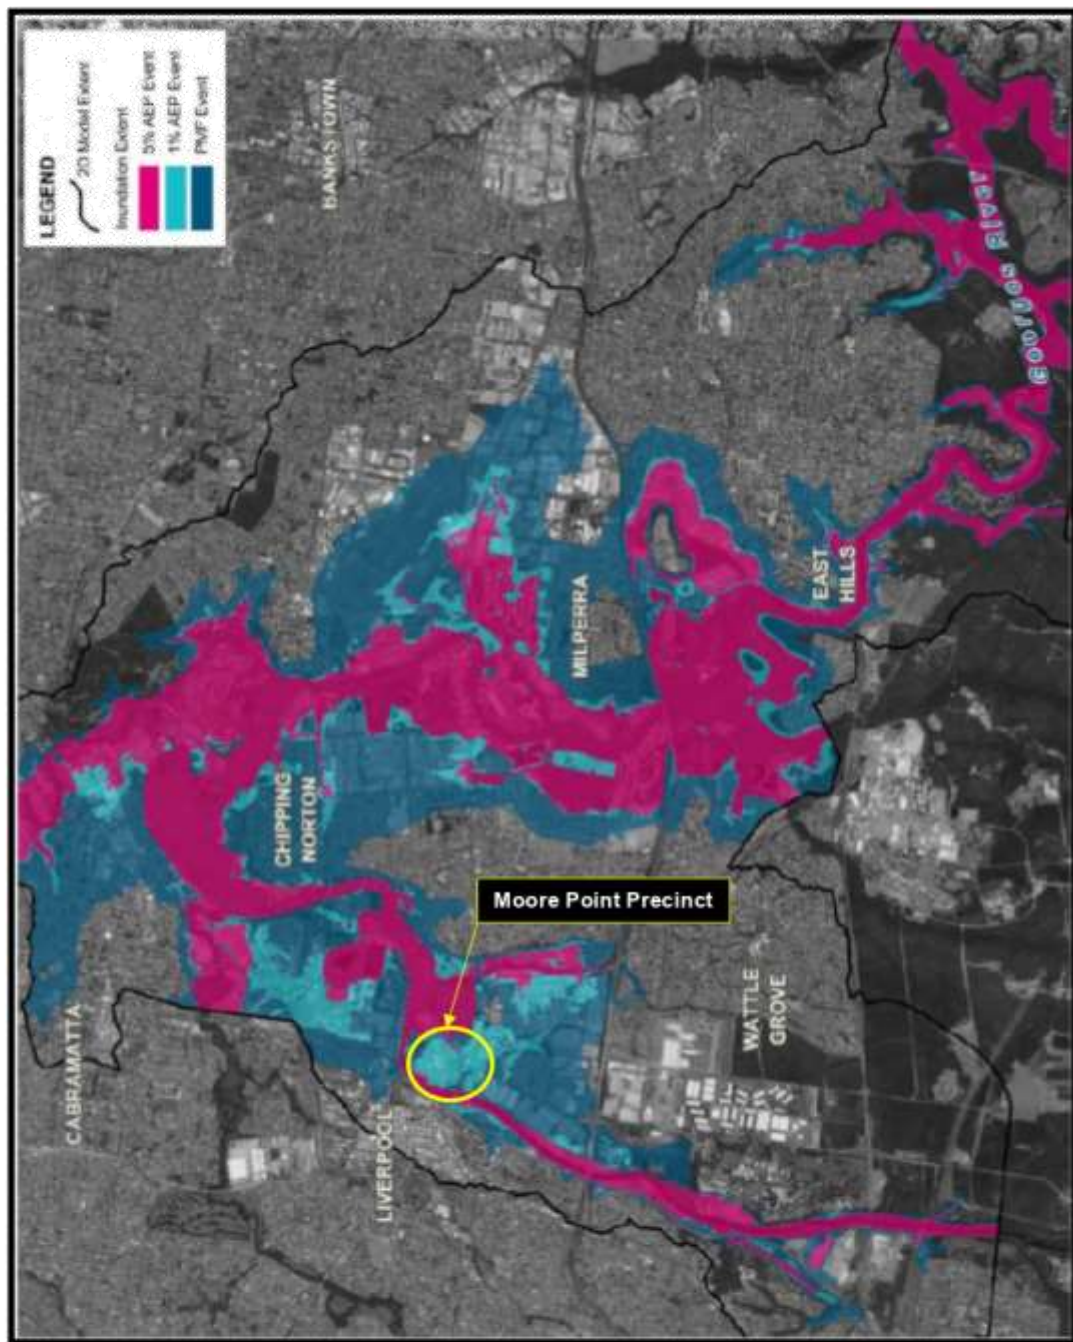 LEGEND
2D Model Extent
Inundation Extent
5% AEP Event
1% AEP Event
PMF Event
BANKSTOWN
CABRAMATTA
CHIPPING
NORTON
MILPERRA
EAST
HILLS
Georges River
LIVERPOOL
WATTLE
GROVE
Moore Point Precinct